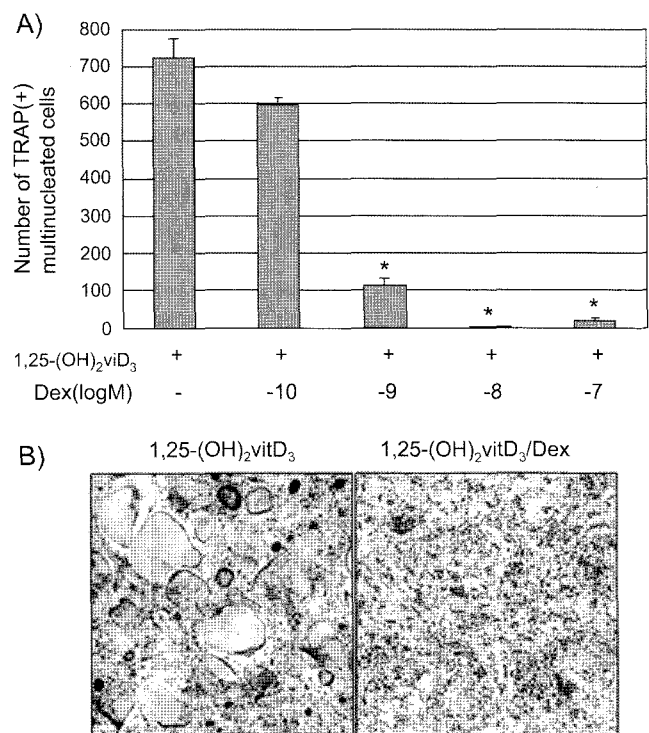 A)
Number of TRAP(+)
multinucleated cells
800
700
600
500
400
300
200
100
0
* * *
1,25-(OH)₂viD₃ + + + + +
Dex(logM) - -10 -9 -8 -7
B)
1,25-(OH)₂vitD₃ 1,25-(OH)₂vitD₃/Dex